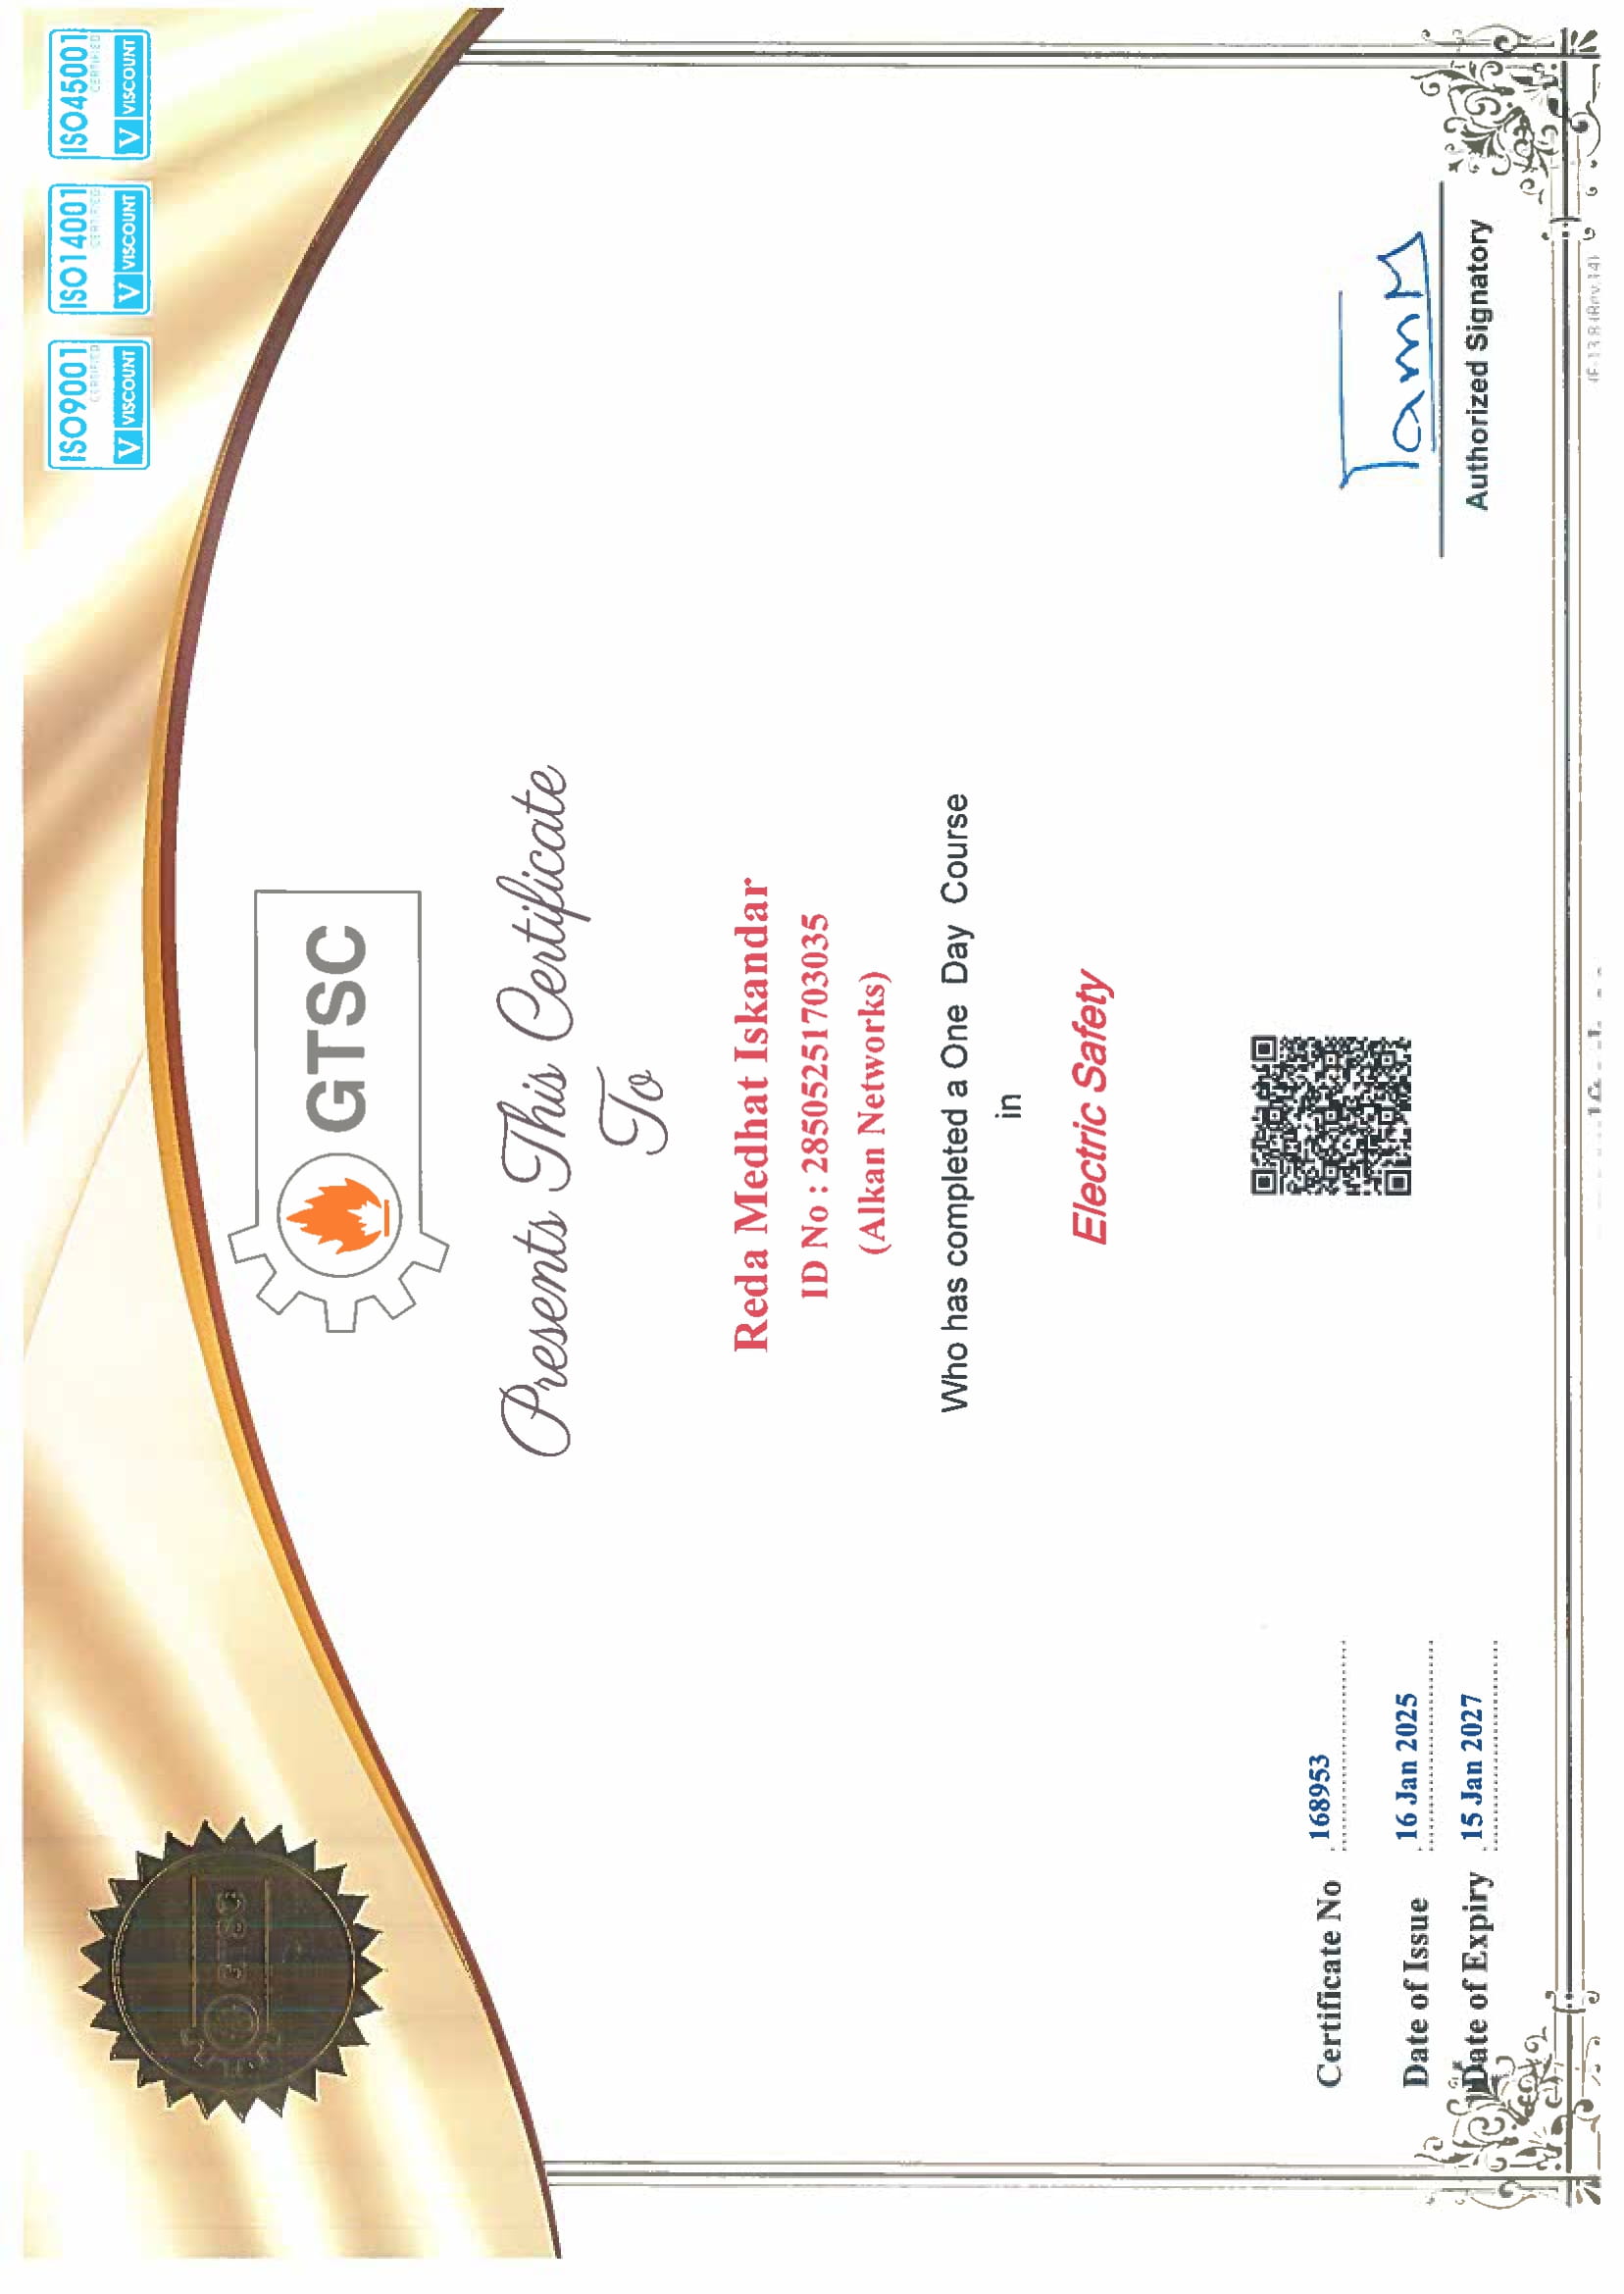 ISO9001
CERTIFIED
V VISCOUNT
ISO14001
CERTIFIED
V VISCOUNT
ISO45001
CERTIFIED
V VISCOUNT
GTSC
GTSC
Presents This Certificate
To
Reda Medhat Iskandar
ID No : 28505251703035
(Alkan Networks)
Who has completed a One Day Course
in
Electric Safety
Certificate No 168953
Date of Issue 16 Jan 2025
Date of Expiry 15 Jan 2027
TamM
Authorized Signatory
(F-13.8 (Rev.14)